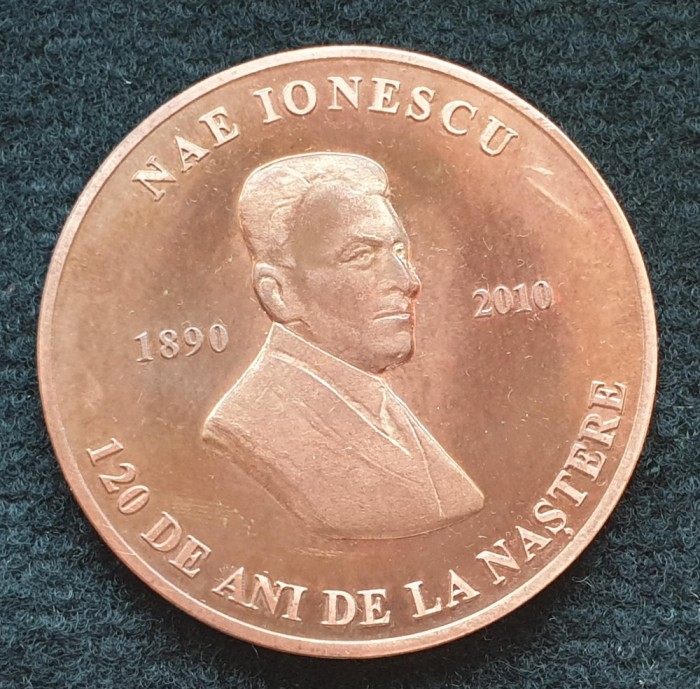 NAE IONESCU
1890
2010
120 DE ANI DE LA NAȘTERE